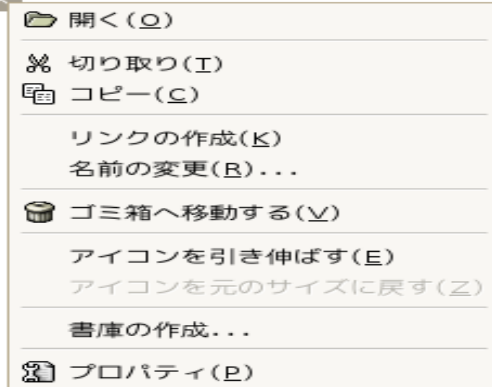 開く(O)
切り取り(T)
コピー(C)
リンクの作成(K)
名前の変更(R)...
ゴミ箱へ移動する(V)
アイコンを引き伸ばす(E)
アイコンを元のサイズに戻す(Z)
書庫の作成...
プロパティ(P)